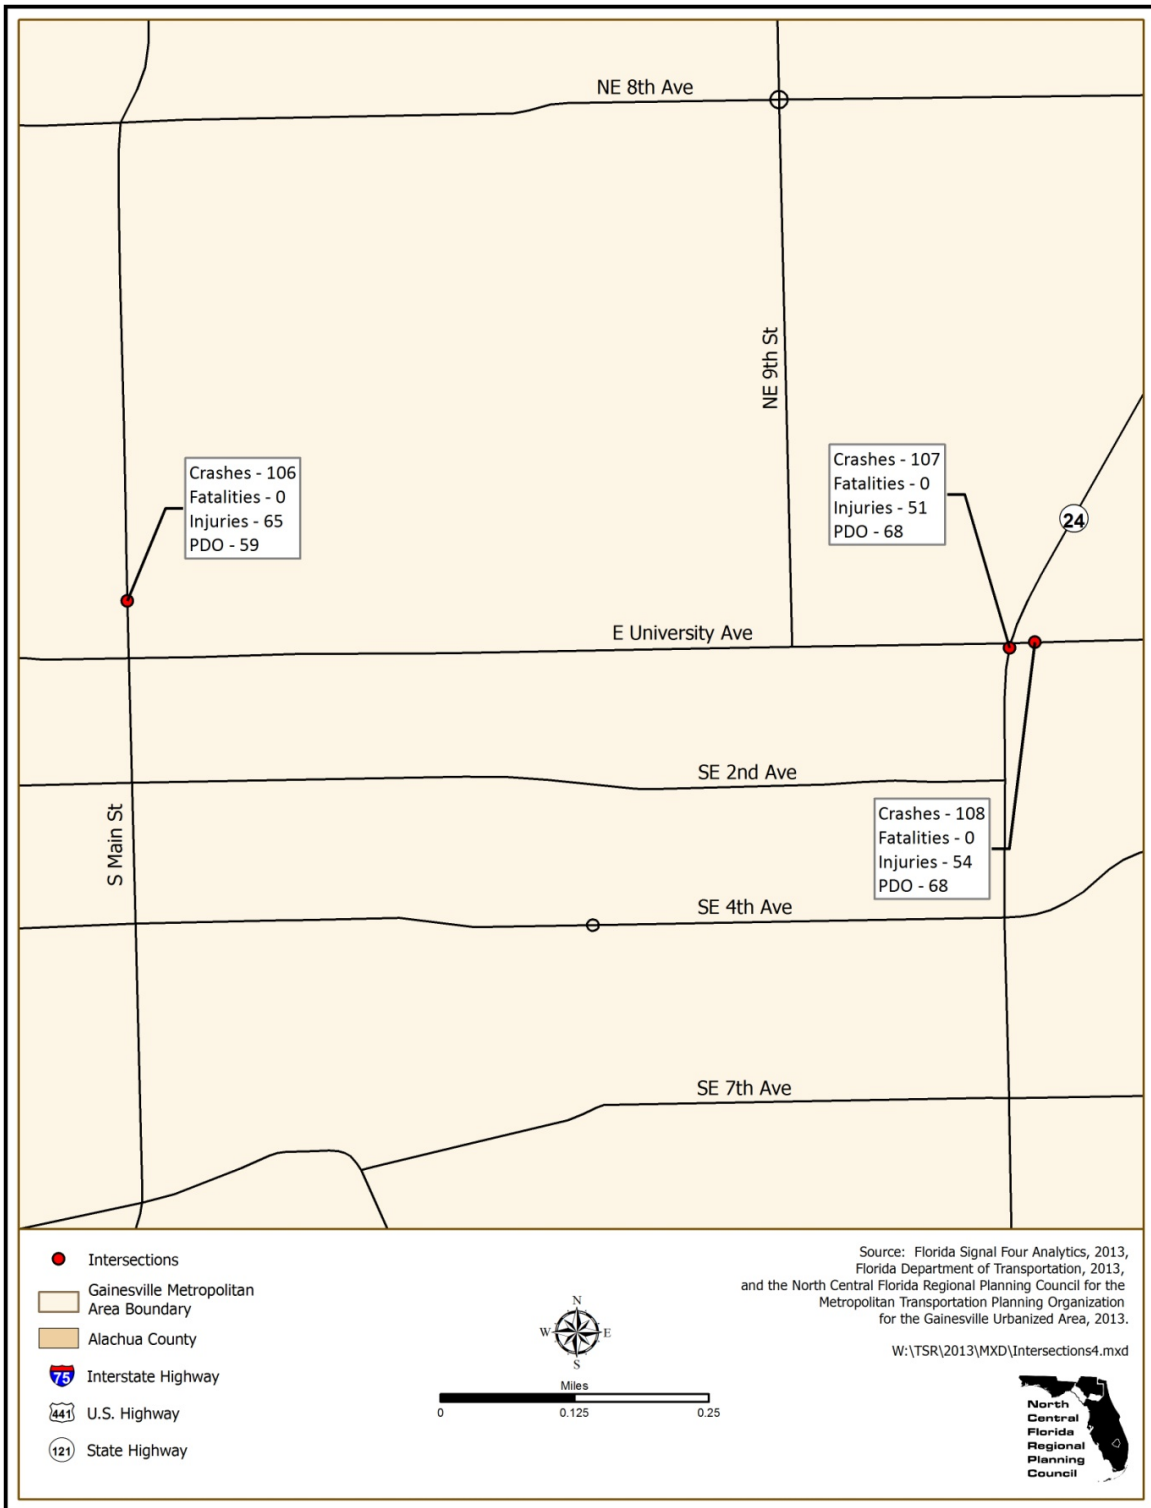 NE 8th Ave
NE 9th St
Crashes - 106
Fatalities - 0
Injuries - 65
PDO - 59
Crashes - 107
Fatalities - 0
Injuries - 51
PDO - 68
24
E University Ave
SE 2nd Ave
S Main St
Crashes - 108
Fatalities - 0
Injuries - 54
PDO - 68
SE 4th Ave
SE 7th Ave
Intersections
Gainesville Metropolitan
Area Boundary
Alachua County
75
Interstate Highway
441
U.S. Highway
121
State Highway
N
W
E
S
Miles
0
0.125
0.25
Source: Florida Signal Four Analytics, 2013,
Florida Department of Transportation, 2013,
and the North Central Florida Regional Planning Council for the
Metropolitan Transportation Planning Organization
for the Gainesville Urbanized Area, 2013.
W:\TSR\2013\MXD\Intersections4.mxd
North
Central
Florida
Regional
Planning
Council